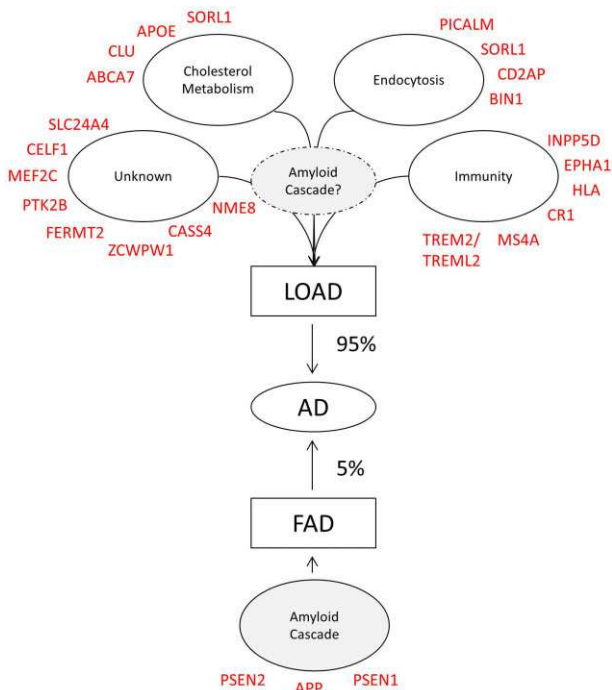 SORL1
APOE
CLU
ABCA7
Cholesterol
Metabolism
PICALM
SORL1
CD2AP
BIN1
Endocytosis
SLC24A4
CELF1
MEF2C
PTK2B
FERMT2
ZCWPW1
CASS4
NME8
Unknown
Amyloid
Cascade?
Immunity
INPP5D
EPHA1
HLA
CR1
MS4A
TREM2/
TREML2
LOAD
95%
AD
5%
FAD
Amyloid
Cascade
PSEN2
APP
PSEN1